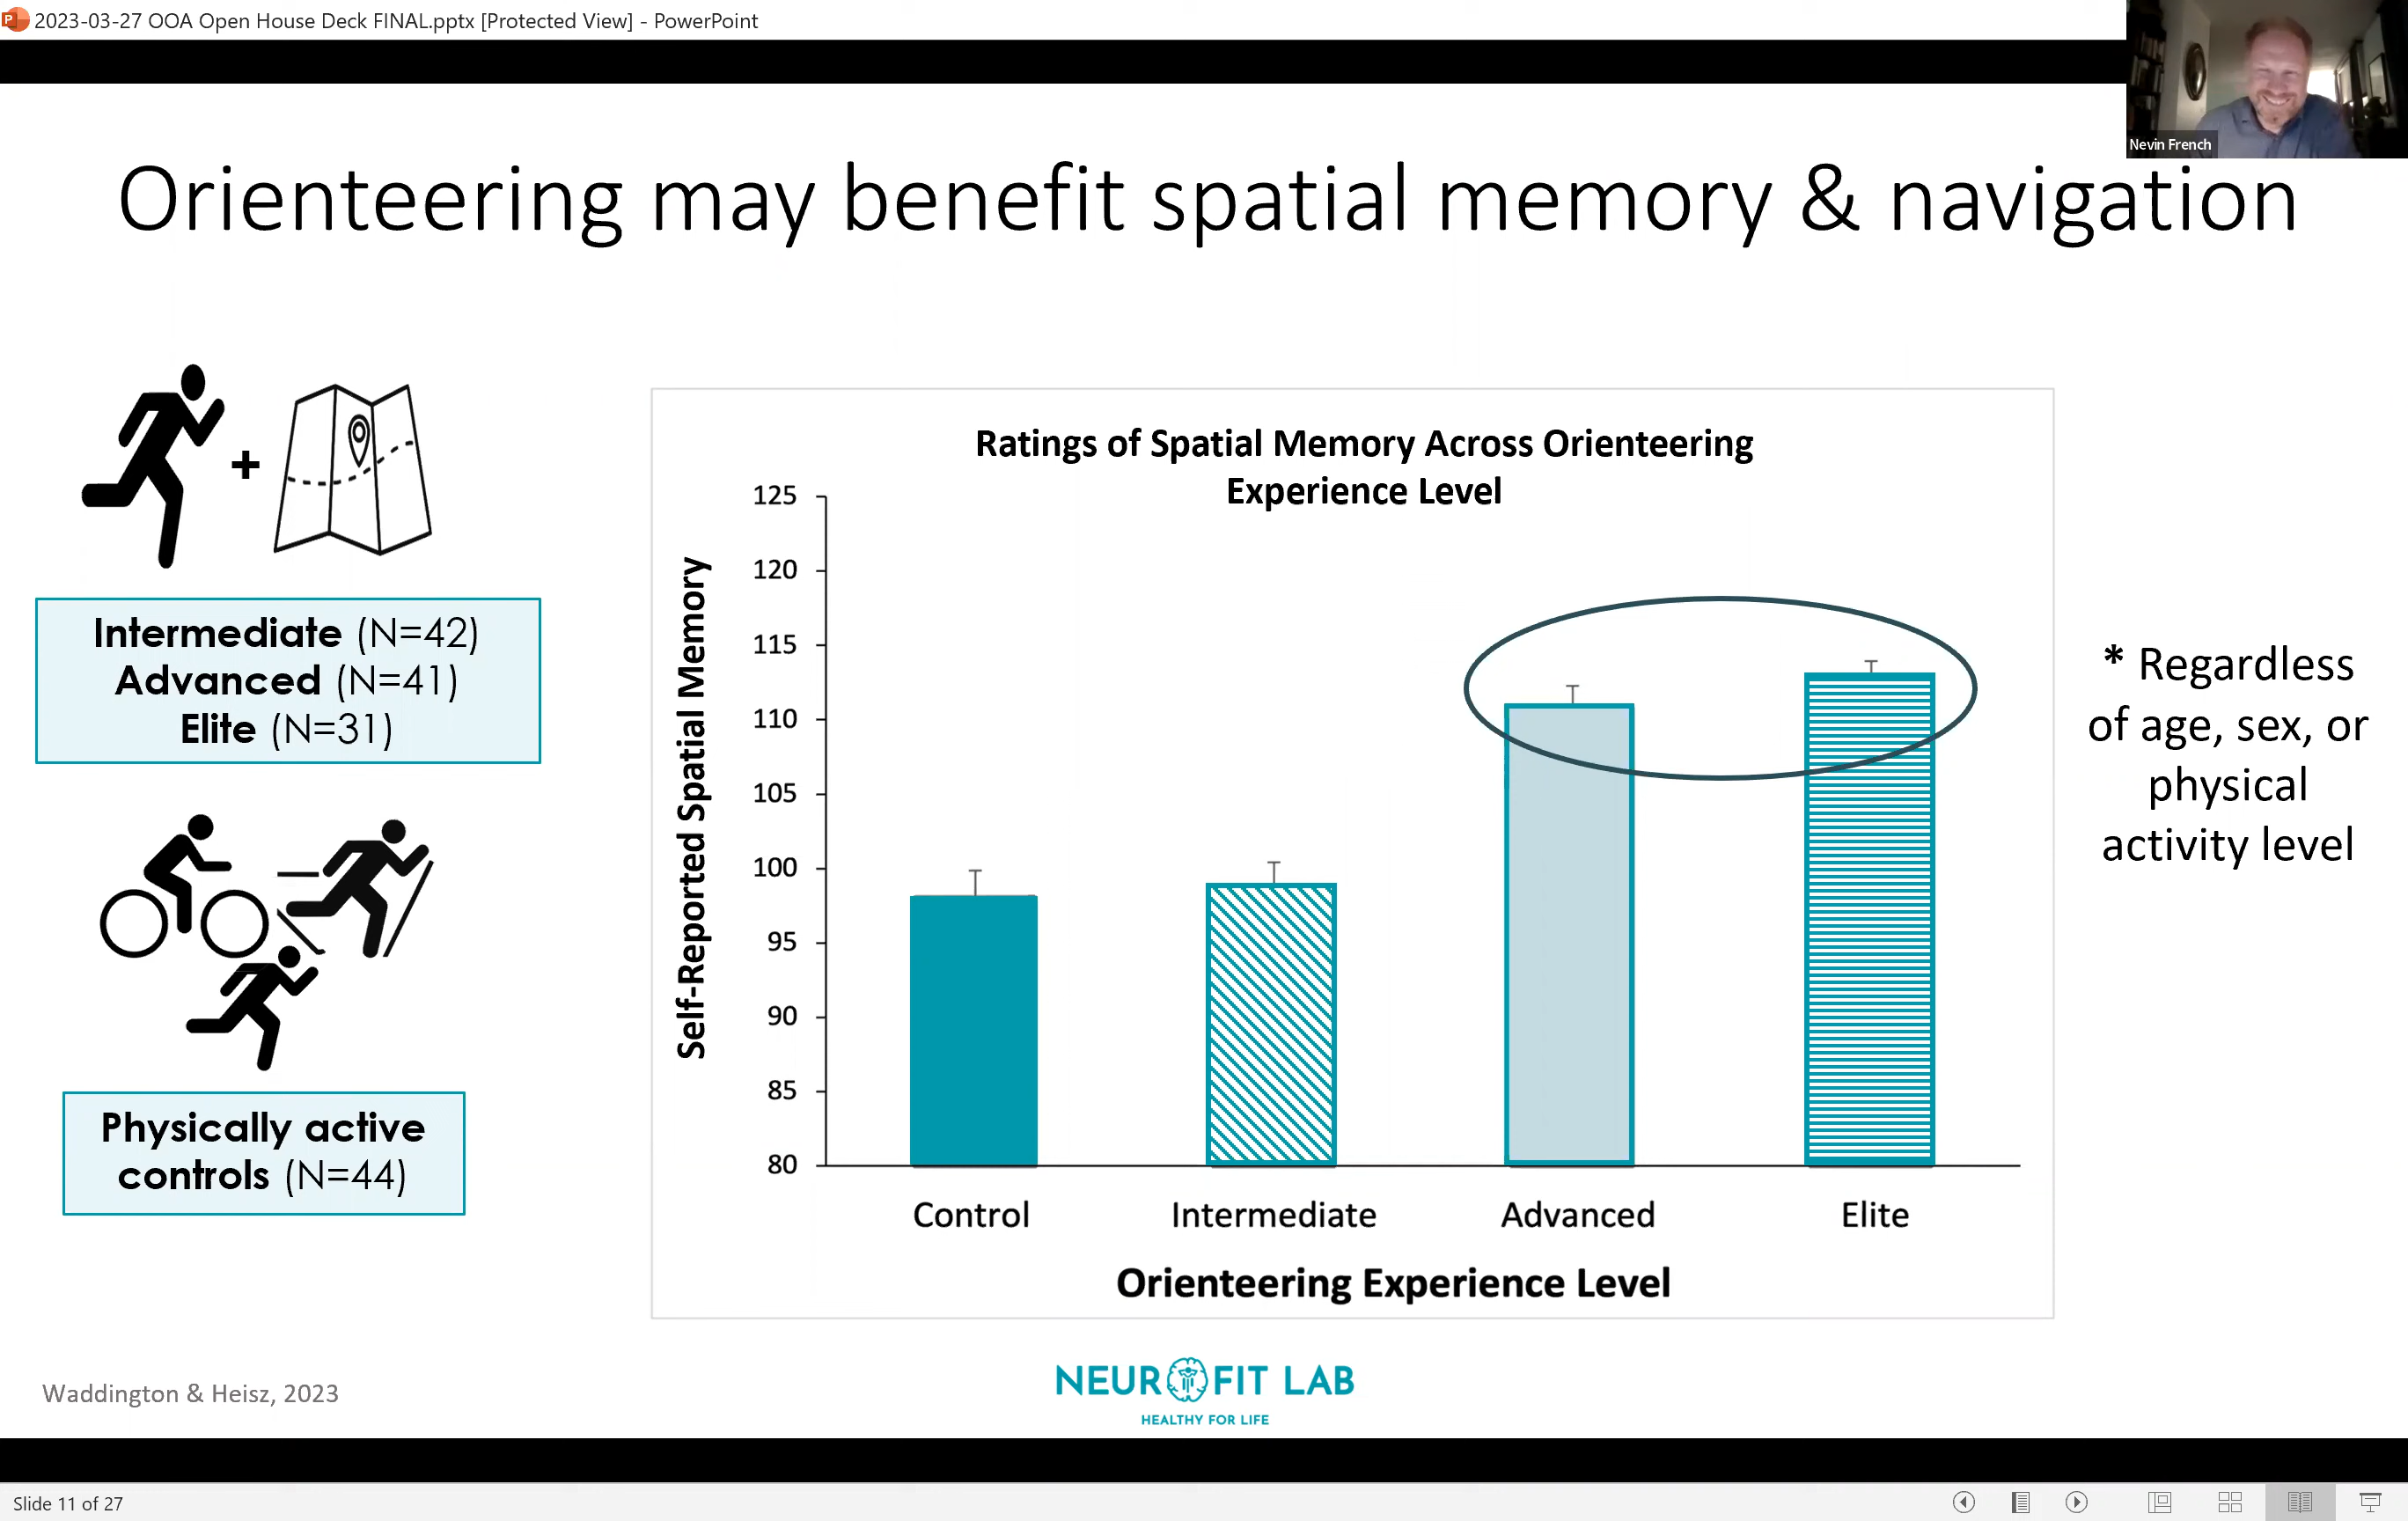 2023-03-27 OOA Open House Deck FINAL.pptx [Protected View] - PowerPoint
Nevin French
Orienteering may benefit spatial memory & navigation
+
Intermediate (N=42)
Advanced (N=41)
Elite (N=31)
Physically active
controls (N=44)
Ratings of Spatial Memory Across Orienteering
Experience Level
Self-Reported Spatial Memory
125
120
115
110
105
100
95
90
85
80
Control Intermediate Advanced Elite
Orienteering Experience Level
* Regardless
of age, sex, or
physical
activity level
Waddington & Heisz, 2023
NEUROFIT LAB
HEALTHY FOR LIFE
Slide 11 of 27